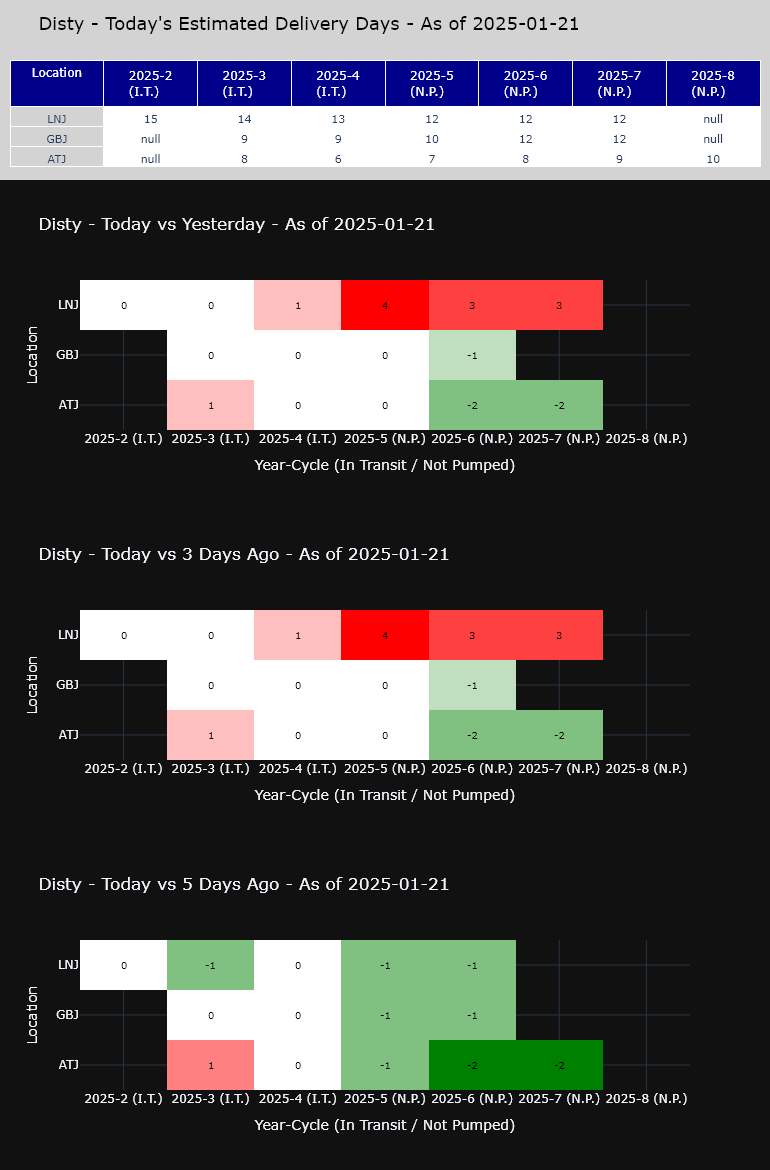 Disty - Today's Estimated Delivery Days - As of 2025-01-21
Location 2025-2 (I.T.) 2025-3 (I.T.) 2025-4 (I.T.) 2025-5 (N.P.) 2025-6 (N.P.) 2025-7 (N.P.) 2025-8 (N.P.)
LNJ 15 14 13 12 12 12 null
GBJ null 9 9 10 12 12 null
ATJ null 8 6 7 8 9 10
Disty - Today vs Yesterday - As of 2025-01-21
Location
LNJ 0 0 1 4 3 3
GBJ 0 0 0 -1
ATJ 1 0 0 -2 -2
2025-2 (I.T.) 2025-3 (I.T.) 2025-4 (I.T.) 2025-5 (N.P.) 2025-6 (N.P.) 2025-7 (N.P.) 2025-8 (N.P.)
Year-Cycle (In Transit / Not Pumped)
Disty - Today vs 3 Days Ago - As of 2025-01-21
Location
LNJ 0 0 1 4 3 3
GBJ 0 0 0 -1
ATJ 1 0 0 -2 -2
2025-2 (I.T.) 2025-3 (I.T.) 2025-4 (I.T.) 2025-5 (N.P.) 2025-6 (N.P.) 2025-7 (N.P.) 2025-8 (N.P.)
Year-Cycle (In Transit / Not Pumped)
Disty - Today vs 5 Days Ago - As of 2025-01-21
Location
LNJ 0 -1 0 -1 -1
GBJ 0 0 -1 -1
ATJ 1 0 -1 -2 -2
2025-2 (I.T.) 2025-3 (I.T.) 2025-4 (I.T.) 2025-5 (N.P.) 2025-6 (N.P.) 2025-7 (N.P.) 2025-8 (N.P.)
Year-Cycle (In Transit / Not Pumped)